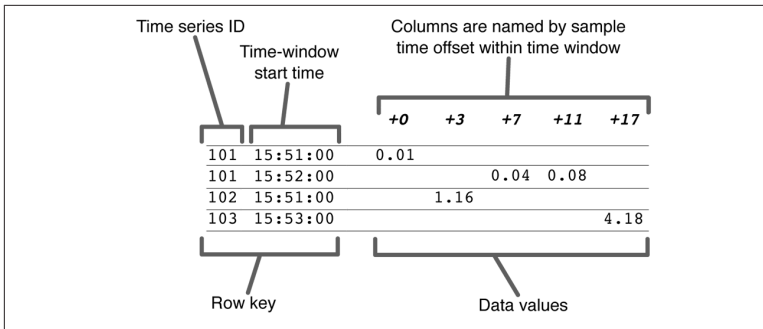 Time series ID
Time-window
start time
Columns are named by sample
time offset within time window
+0 +3 +7 +11 +17
101 15:51:00 0.01
101 15:52:00 0.04 0.08
102 15:51:00 1.16
103 15:53:00 4.18
Row key
Data values